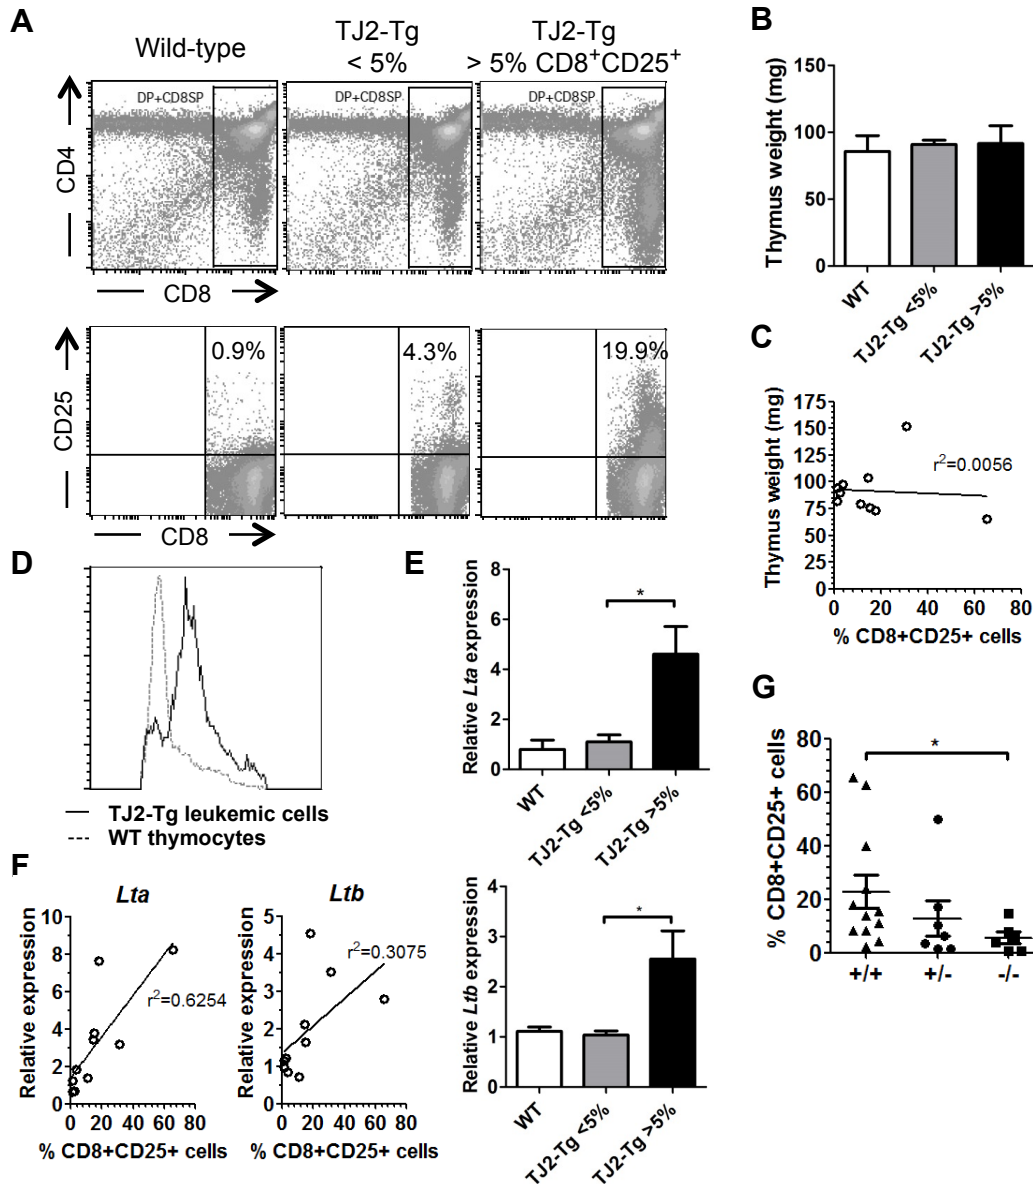 A
Wild-type
TJ2-Tg
< 5%
TJ2-Tg
> 5% CD8+CD25+
DP+CD8SP
DP+CD8SP
DP+CD8SP
CD4
CD8
0.9%
4.3%
19.9%
CD25
CD8
B
Thymus weight (mg)
150
100
50
0
WT
TJ2-Tg <5%
TJ2-Tg >5%
C
Thymus weight (mg)
175
150
125
100
75
50
25
0
r2=0.0056
0 20 40 60 80
% CD8+CD25+ cells
D
TJ2-Tg leukemic cells
WT thymocytes
E
Relative Lta expression
8
6
4
2
0
*
WT
TJ2-Tg <5%
TJ2-Tg >5%
Relative Ltb expression
4
3
2
1
0
*
WT
TJ2-Tg <5%
TJ2-Tg >5%
F
Lta
Relative expression
10
8
6
4
2
0
r2=0.6254
0 20 40 60 80
% CD8+CD25+ cells
Ltb
Relative expression
5
4
3
2
1
0
r2=0.3075
0 20 40 60 80
% CD8+CD25+ cells
G
% CD8+CD25+ cells
80
60
40
20
0
*
+/+ +/- -/-